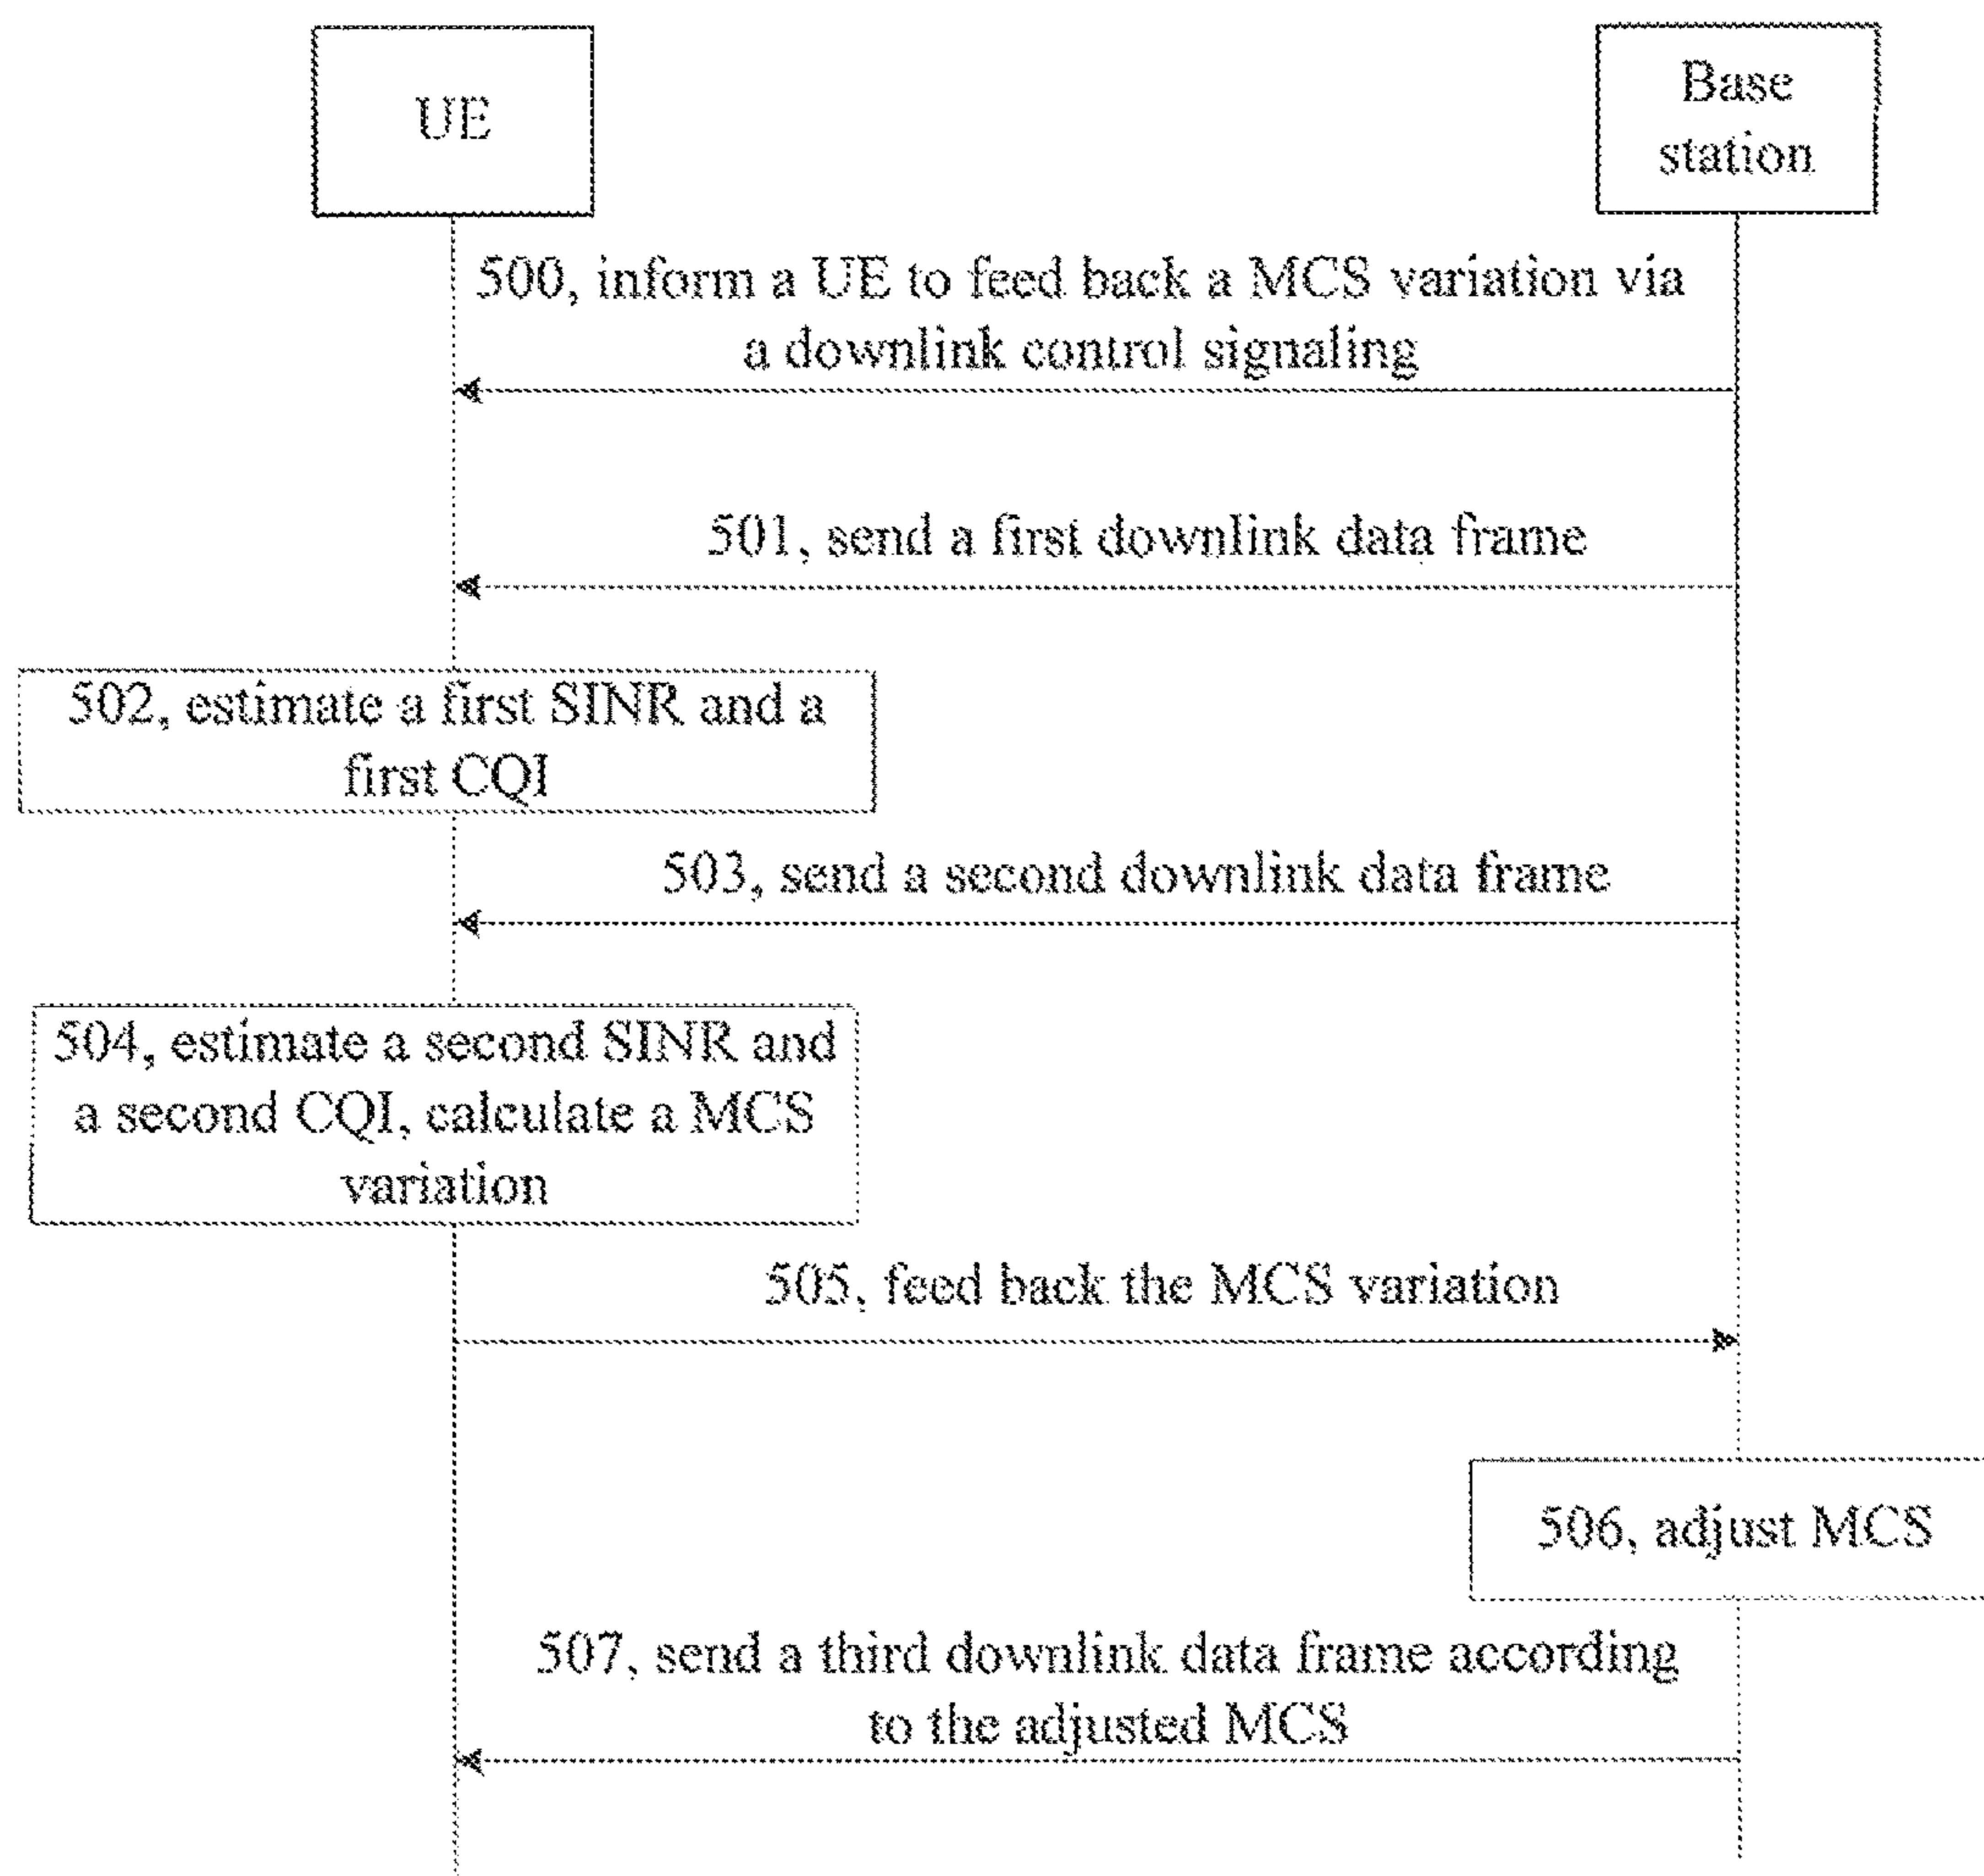 UE
Base
station
500, inform a UE to feed back a MCS variation via
a downlink control signaling
501, send a first downlink data frame
502, estimate a first SINR and a
first CQI
503, send a second downlink data frame
504, estimate a second SINR and
a second CQI, calculate a MCS
variation
505, feed back the MCS variation
506, adjust MCS
507, send a third downlink data frame according
to the adjusted MCS